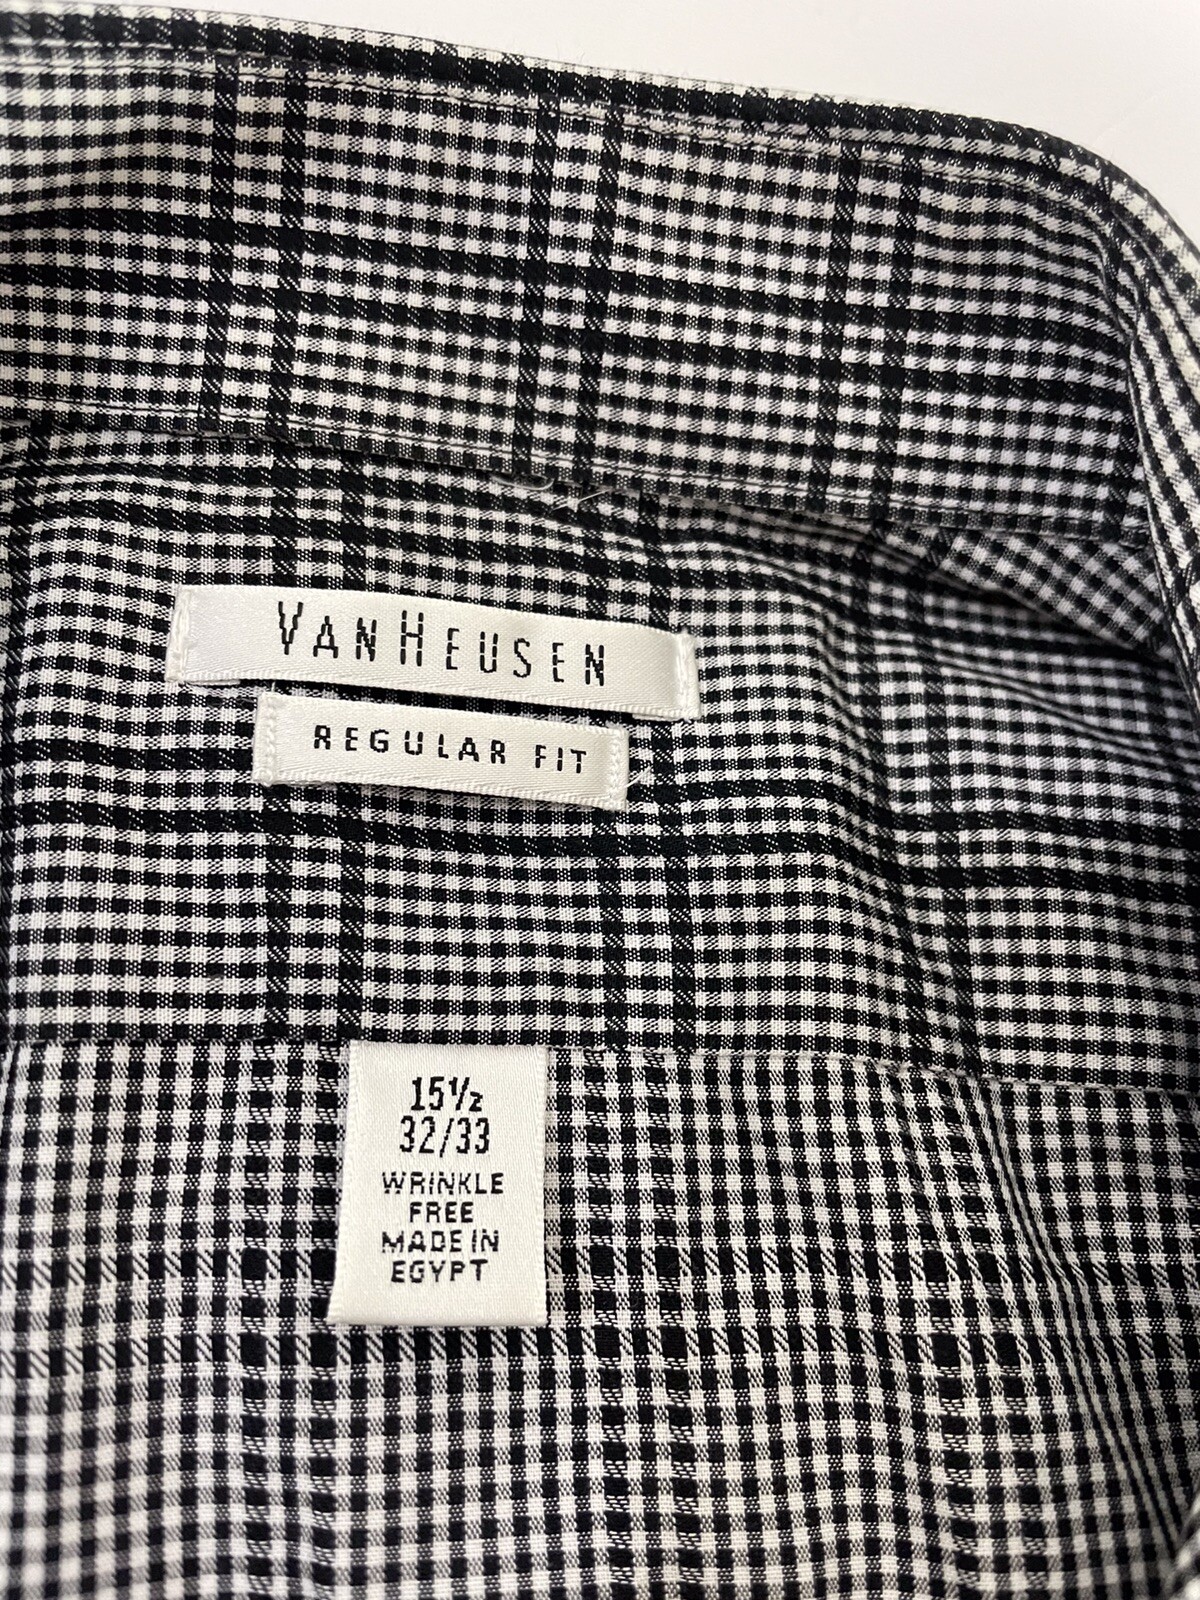 VANHEUSEN
REGULAR FIT
15½
32/33
WRINKLE
FREE
MADE IN
EGYPT